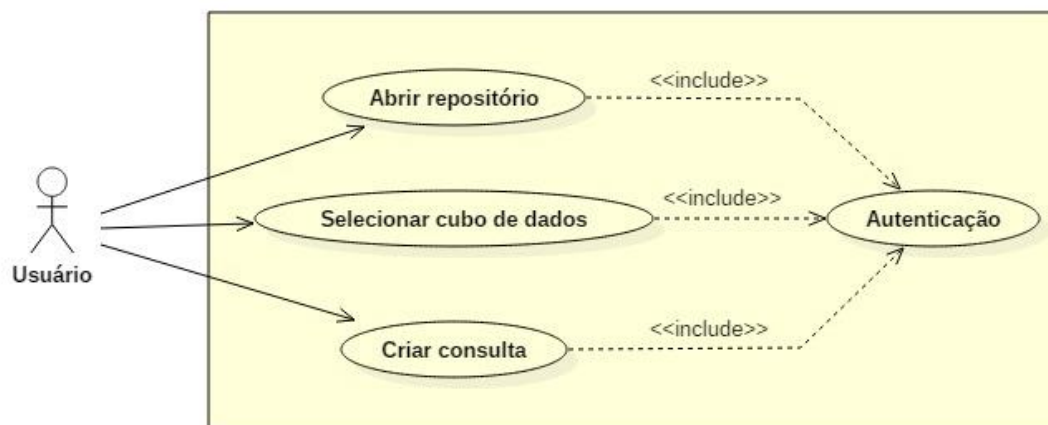 Abrir repositório
<<include>>
Selecionar cubo de dados
<<include>>
Autenticação
Usuário
Criar consulta
<<include>>